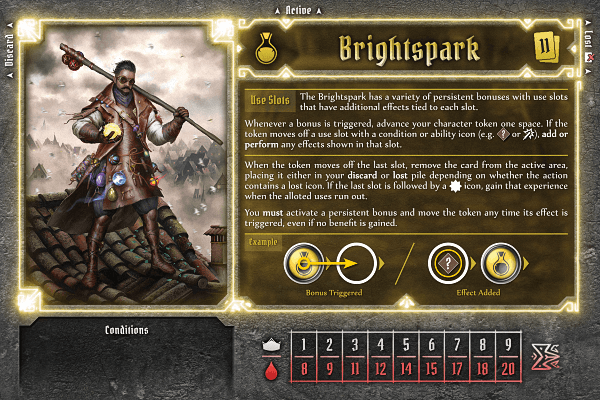 Active
Discard
Lost
Brightspark
11
Use Slots
The Brightspark has a variety of persistent bonuses with use slots
that have additional effects tied to each slot.
Whenever a bonus is triggered, advance your character token one space. If the
token moves off a use slot with a condition or ability icon (e.g. ? or ), add or
perform any effects shown in that slot.
When the token moves off the last slot, remove the card from the active area,
placing it either in your discard or lost pile depending on whether the action
contains a lost icon. If the last slot is followed by a icon, gain that experience
when the alloted uses run out.
You must activate a persistent bonus and move the token any time its effect is
triggered, even if no benefit is gained.
Example
?
Bonus Triggered
Effect Added
Conditions
1 2 3 4 5 6 7 8 9
8 9 11 12 14 15 17 18 20